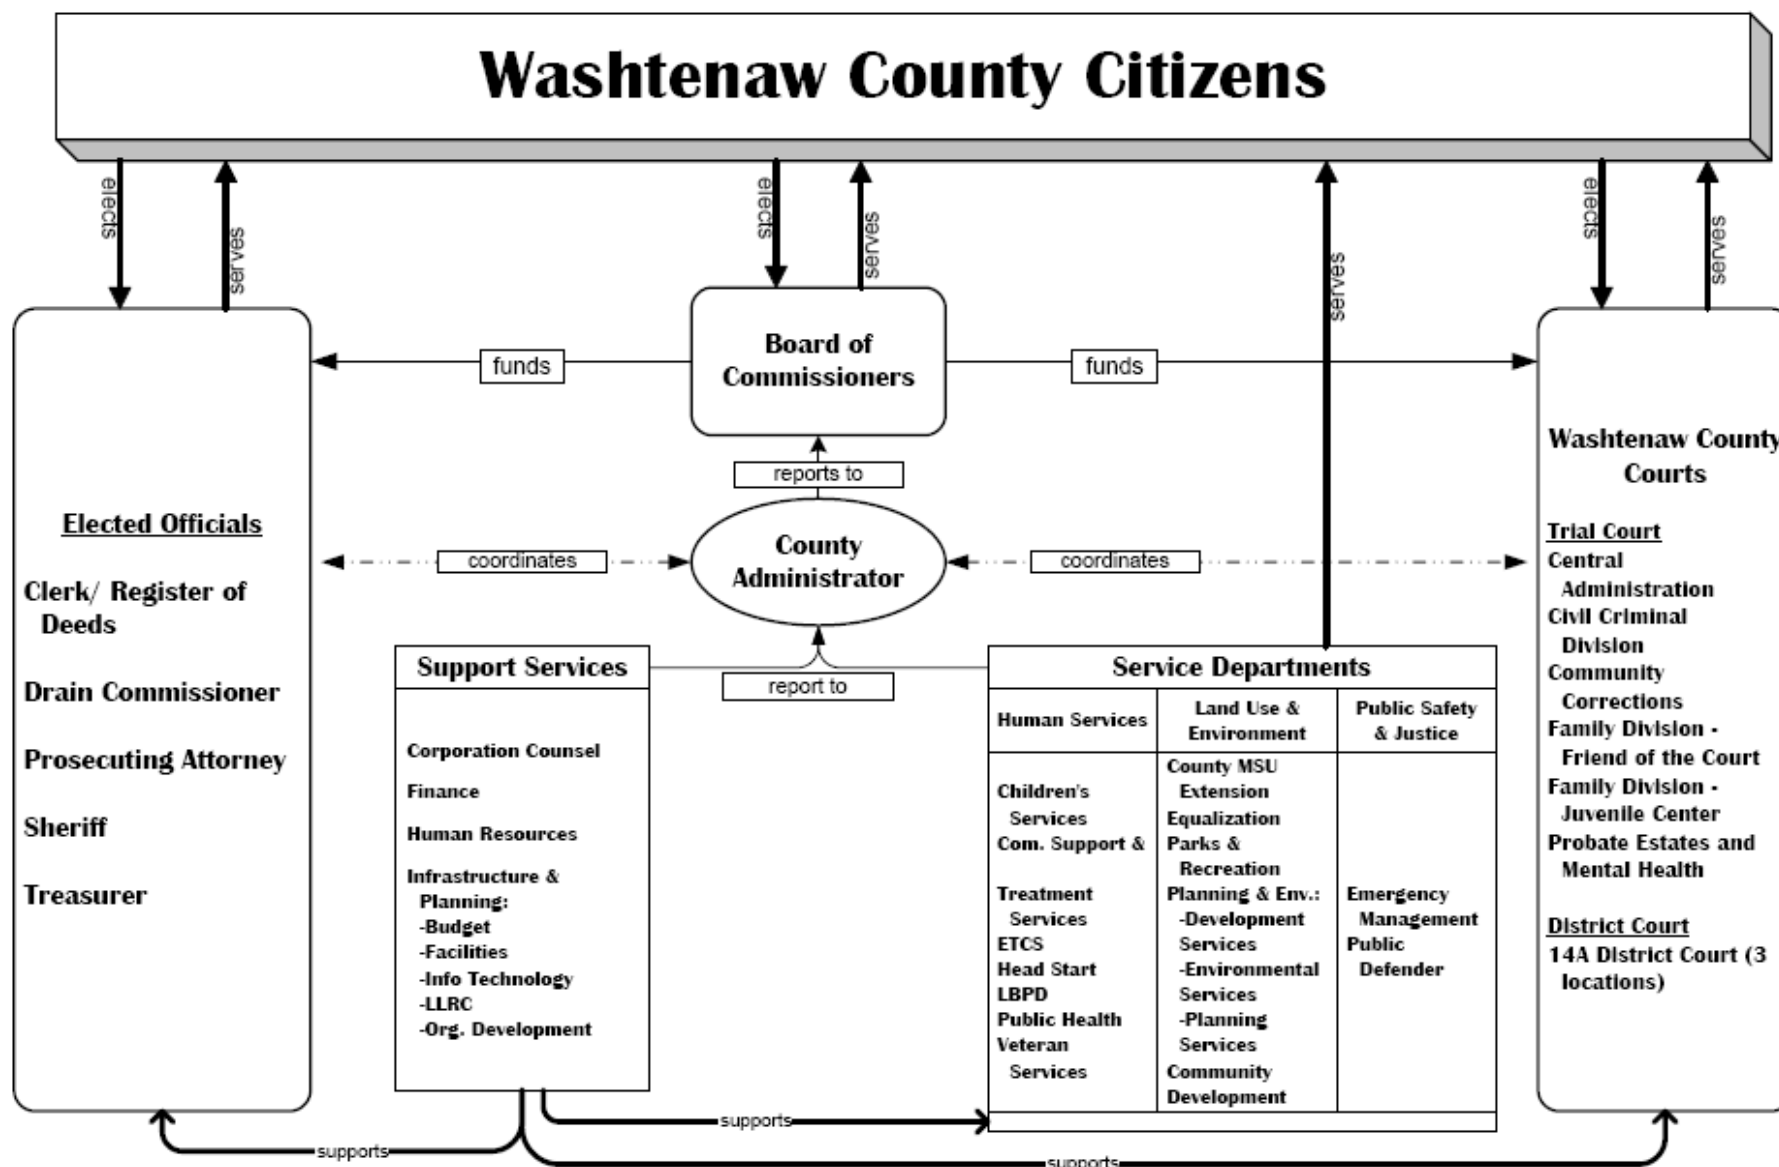 Washtenaw County Citizens
elects
serves
elects
serves
serves
elects
serves
Board of
Commissioners
funds
funds
reports to
County
Administrator
coordinates
coordinates
report to
Elected Officials
Clerk/ Register of
Deeds
Drain Commissioner
Prosecuting Attorney
Sheriff
Treasurer
Support Services
Corporation Counsel
Finance
Human Resources
Infrastructure &
Planning:
-Budget
-Facilities
-Info Technology
-LLRC
-Org. Development
Service Departments
Human Services
Children's
Services
Com. Support &
Treatment
Services
ETCS
Head Start
LBPD
Public Health
Veteran
Services
Land Use &
Environment
County MSU
Extension
Equalization
Parks &
Recreation
Planning & Env.:
-Development
Services
-Environmental
Services
-Planning
Services
Community
Development
Public Safety
& Justice
Emergency
Management
Public
Defender
Washtenaw County
Courts
Trial Court
Central
Administration
Civil Criminal
Division
Community
Corrections
Family Division -
Friend of the Court
Family Division -
Juvenile Center
Probate Estates and
Mental Health
District Court
14A District Court (3
locations)
supports
supports
supports